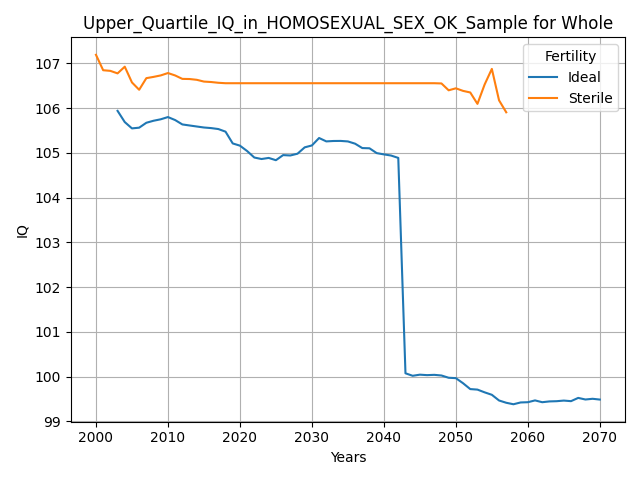 Upper_Quartile_IQ_in_HOMOSEXUAL_SEX_OK_Sample for Whole
Fertility
Ideal
Sterile
107
106
105
104
103
102
101
100
99
IQ
2000 2010 2020 2030 2040 2050 2060 2070
Years